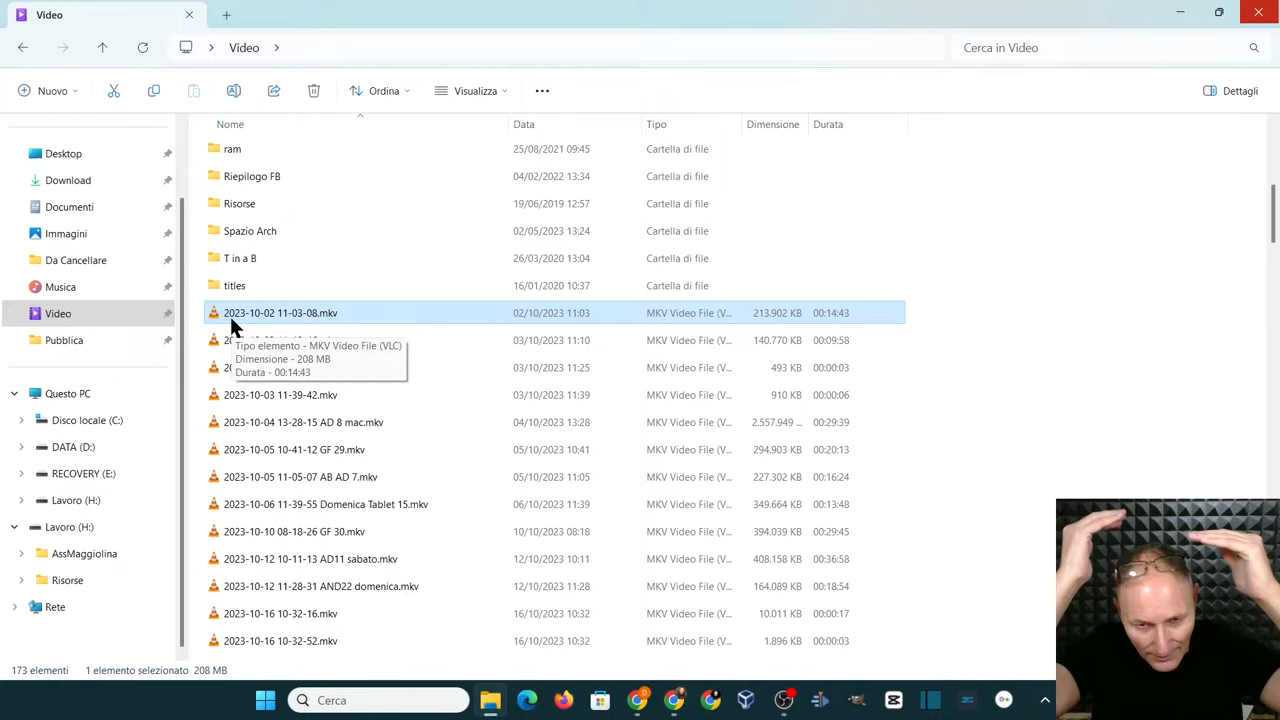 Video
Video
Cerca in Video
Nuovo
Ordina
Visualizza
Dettagli
Nome Data Tipo Dimensione Durata
ram 25/08/2021 09:45 Cartella di file
Riepilogo FB 04/02/2022 13:34 Cartella di file
Risorse 19/06/2019 12:57 Cartella di file
Spazio Arch 02/05/2023 13:24 Cartella di file
T in a B 26/03/2020 13:04 Cartella di file
titles 16/01/2020 10:37 Cartella di file
2023-10-02 11-03-08.mkv 02/10/2023 11:03 MKV Video File (V... 213.902 KB 00:14:43
03/10/2023 11:10 MKV Video File (V... 140.770 KB 00:09:58
03/10/2023 11:25 MKV Video File (V... 493 KB 00:00:03
Tipo elemento - MKV Video File (VLC)
Dimensione - 208 MB
Durata - 00:14:43
2023-10-03 11-39-42.mkv 03/10/2023 11:39 MKV Video File (V... 910 KB 00:00:06
2023-10-04 13-28-15 AD 8 mac.mkv 04/10/2023 13:28 MKV Video File (V... 2.557.949 ... 00:29:39
2023-10-05 10-41-12 GF 29.mkv 05/10/2023 10:41 MKV Video File (V... 294.903 KB 00:20:13
2023-10-05 11-05-07 AB AD 7.mkv 05/10/2023 11:05 MKV Video File (V... 227.302 KB 00:16:24
2023-10-06 11-39-55 Domenica Tablet 15.mkv 06/10/2023 11:39 MKV Video File (V... 349.664 KB 00:13:48
2023-10-10 08-18-26 GF 30.mkv 10/10/2023 08:18 MKV Video File (V... 394.039 KB 00:29:45
2023-10-12 10-11-13 AD11 sabato.mkv 12/10/2023 10:11 MKV Video File (V... 408.158 KB 00:36:58
2023-10-12 11-28-31 AND22 domenica.mkv 12/10/2023 11:28 MKV Video File (V... 164.089 KB 00:18:54
2023-10-16 10-32-16.mkv 16/10/2023 10:32 MKV Video File (V... 10.011 KB 00:00:17
2023-10-16 10-32-52.mkv 16/10/2023 10:32 MKV Video File (V... 1.896 KB 00:00:03
Desktop
Download
Documenti
Immagini
Da Cancellare
Musica
Video
Pubblica
Questo PC
Disco locale (C:)
DATA (D:)
RECOVERY (E:)
Lavoro (H:)
Lavoro (H:)
AssMaggiolina
Risorse
Rete
173 elementi 1 elemento selezionato 208 MB
Cerca